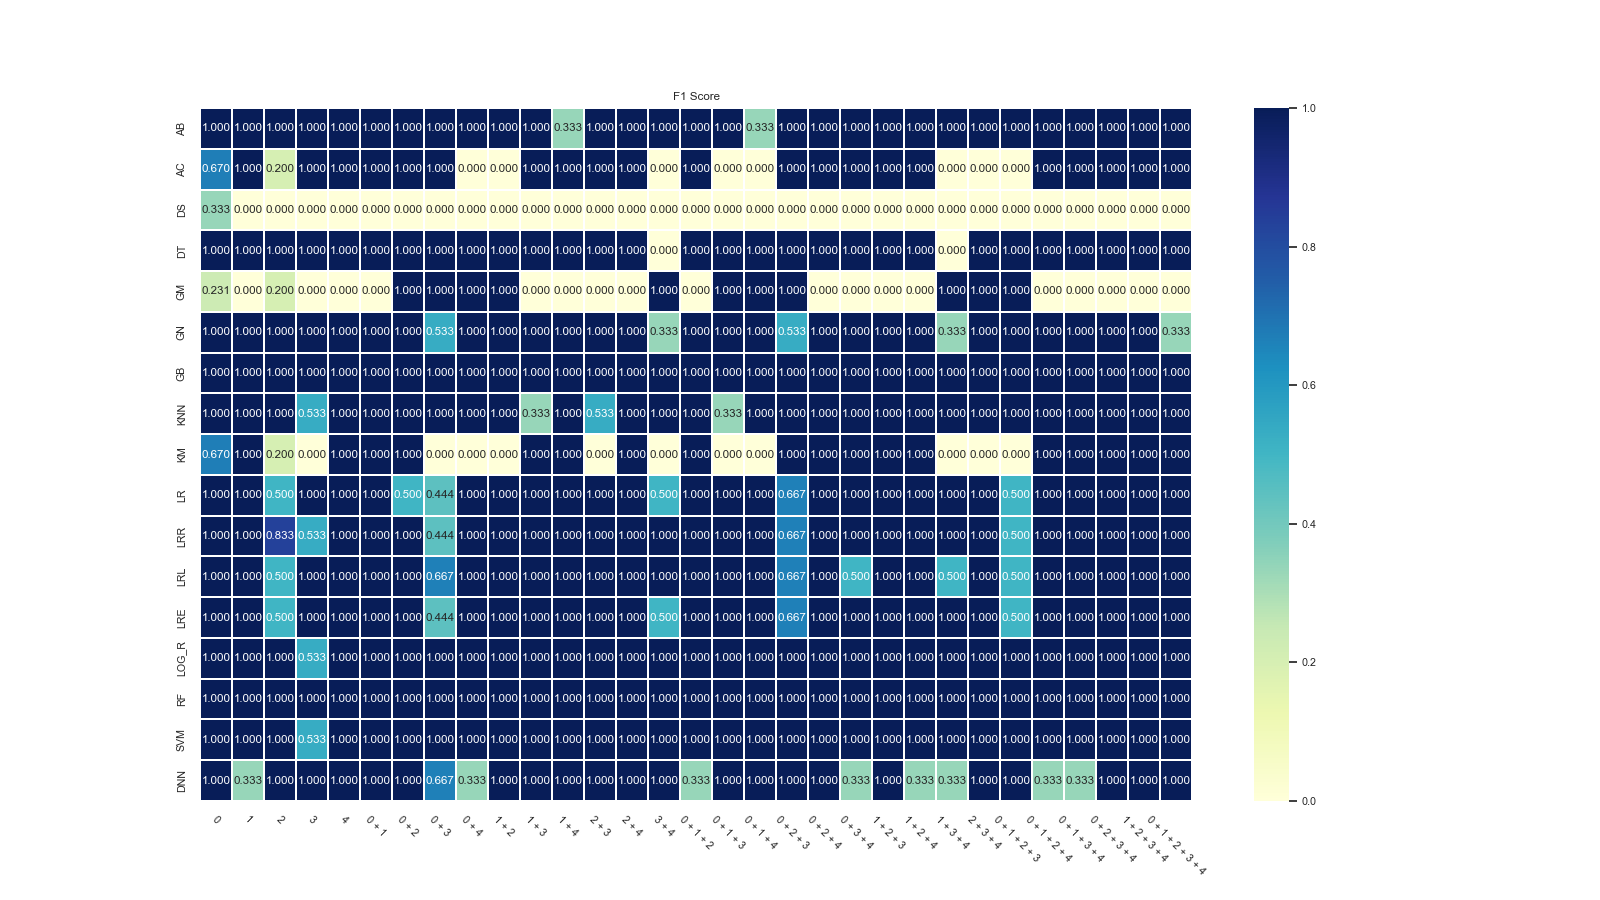 F1 Score
AB 1.000 1.000 1.000 1.000 1.000 1.000 1.000 1.000 1.000 1.000 1.000 0.333 1.000 1.000 1.000 1.000 1.000 0.333 1.000 1.000 1.000 1.000 1.000 1.000 1.000 1.000 1.000 1.000 1.000 1.000 1.000
AC 0.670 1.000 0.200 1.000 1.000 1.000 1.000 1.000 0.000 0.000 1.000 1.000 1.000 1.000 0.000 1.000 0.000 0.000 1.000 1.000 1.000 1.000 1.000 0.000 0.000 0.000 1.000 1.000 1.000 1.000 1.000
DS 0.333 0.000 0.000 0.000 0.000 0.000 0.000 0.000 0.000 0.000 0.000 0.000 0.000 0.000 0.000 0.000 0.000 0.000 0.000 0.000 0.000 0.000 0.000 0.000 0.000 0.000 0.000 0.000 0.000 0.000 0.000
DT 1.000 1.000 1.000 1.000 1.000 1.000 1.000 1.000 1.000 1.000 1.000 1.000 1.000 1.000 0.000 1.000 1.000 1.000 1.000 1.000 1.000 1.000 1.000 0.000 1.000 1.000 1.000 1.000 1.000 1.000 1.000
GM 0.231 0.000 0.200 0.000 0.000 0.000 1.000 1.000 1.000 1.000 0.000 0.000 0.000 0.000 1.000 0.000 1.000 1.000 1.000 0.000 0.000 0.000 0.000 1.000 1.000 1.000 0.000 0.000 0.000 0.000 0.000
GN 1.000 1.000 1.000 1.000 1.000 1.000 1.000 0.533 1.000 1.000 1.000 1.000 1.000 1.000 0.333 1.000 1.000 1.000 0.533 1.000 1.000 1.000 1.000 0.333 1.000 1.000 1.000 1.000 1.000 1.000 0.333
GB 1.000 1.000 1.000 1.000 1.000 1.000 1.000 1.000 1.000 1.000 1.000 1.000 1.000 1.000 1.000 1.000 1.000 1.000 1.000 1.000 1.000 1.000 1.000 1.000 1.000 1.000 1.000 1.000 1.000 1.000 1.000
KNN 1.000 1.000 1.000 0.533 1.000 1.000 1.000 1.000 1.000 1.000 0.333 1.000 0.533 1.000 1.000 1.000 0.333 1.000 1.000 1.000 1.000 1.000 1.000 1.000 1.000 1.000 1.000 1.000 1.000 1.000 1.000
KM 0.670 1.000 0.200 0.000 1.000 1.000 1.000 0.000 0.000 0.000 1.000 1.000 0.000 1.000 0.000 1.000 0.000 0.000 1.000 1.000 1.000 1.000 1.000 0.000 0.000 0.000 1.000 1.000 1.000 1.000 1.000
LR 1.000 1.000 0.500 1.000 1.000 1.000 0.500 0.444 1.000 1.000 1.000 1.000 1.000 1.000 0.500 1.000 1.000 1.000 0.667 1.000 1.000 1.000 1.000 1.000 1.000 0.500 1.000 1.000 1.000 1.000 1.000
LRR 1.000 1.000 0.833 0.533 1.000 1.000 1.000 0.444 1.000 1.000 1.000 1.000 1.000 1.000 1.000 1.000 1.000 1.000 0.667 1.000 1.000 1.000 1.000 1.000 1.000 0.500 1.000 1.000 1.000 1.000 1.000
LRL 1.000 1.000 0.500 1.000 1.000 1.000 1.000 0.667 1.000 1.000 1.000 1.000 1.000 1.000 1.000 1.000 1.000 1.000 0.667 1.000 0.500 1.000 1.000 0.500 1.000 0.500 1.000 1.000 1.000 1.000 1.000
LRE 1.000 1.000 0.500 1.000 1.000 1.000 1.000 0.444 1.000 1.000 1.000 1.000 1.000 1.000 0.500 1.000 1.000 1.000 0.667 1.000 1.000 1.000 1.000 1.000 1.000 0.500 1.000 1.000 1.000 1.000 1.000
LOG_R 1.000 1.000 1.000 0.533 1.000 1.000 1.000 1.000 1.000 1.000 1.000 1.000 1.000 1.000 1.000 1.000 1.000 1.000 1.000 1.000 1.000 1.000 1.000 1.000 1.000 1.000 1.000 1.000 1.000 1.000 1.000
RF 1.000 1.000 1.000 1.000 1.000 1.000 1.000 1.000 1.000 1.000 1.000 1.000 1.000 1.000 1.000 1.000 1.000 1.000 1.000 1.000 1.000 1.000 1.000 1.000 1.000 1.000 1.000 1.000 1.000 1.000 1.000
SVM 1.000 1.000 1.000 0.533 1.000 1.000 1.000 1.000 1.000 1.000 1.000 1.000 1.000 1.000 1.000 1.000 1.000 1.000 1.000 1.000 1.000 1.000 1.000 1.000 1.000 1.000 1.000 1.000 1.000 1.000 1.000
DNN 1.000 0.333 1.000 1.000 1.000 1.000 1.000 0.667 0.333 1.000 1.000 1.000 1.000 1.000 1.000 0.333 1.000 1.000 1.000 1.000 0.333 1.000 0.333 0.333 1.000 1.000 0.333 0.333 1.000 1.000 1.000
0
1
2
3
4
0 + 1
0 + 2
0 + 3
0 + 4
1 + 2
1 + 3
1 + 4
2 + 3
2 + 4
3 + 4
0 + 1 + 2
0 + 1 + 3
0 + 1 + 4
0 + 2 + 3
0 + 2 + 4
0 + 3 + 4
1 + 2 + 3
1 + 2 + 4
1 + 3 + 4
2 + 3 + 4
0 + 1 + 2 + 3
0 + 1 + 2 + 4
0 + 1 + 3 + 4
0 + 2 + 3 + 4
1 + 2 + 3 + 4
0 + 1 + 2 + 3 + 4
1.0
0.8
0.6
0.4
0.2
0.0